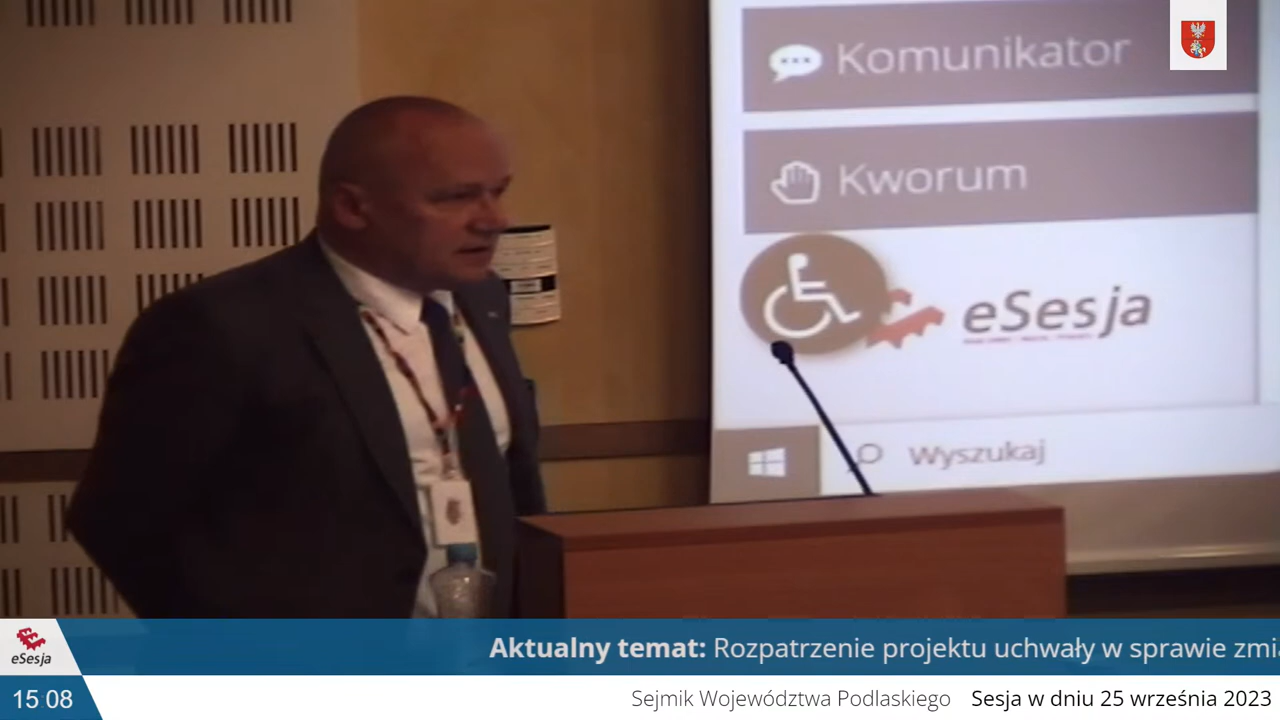 Komunikator
Kworum
eSesja
Wyszukaj
Aktualny temat: Rozpatrzenie projektu uchwały w sprawie zmi
eSesja
15:08
Sejmik Województwa Podlaskiego Sesja w dniu 25 września 2023